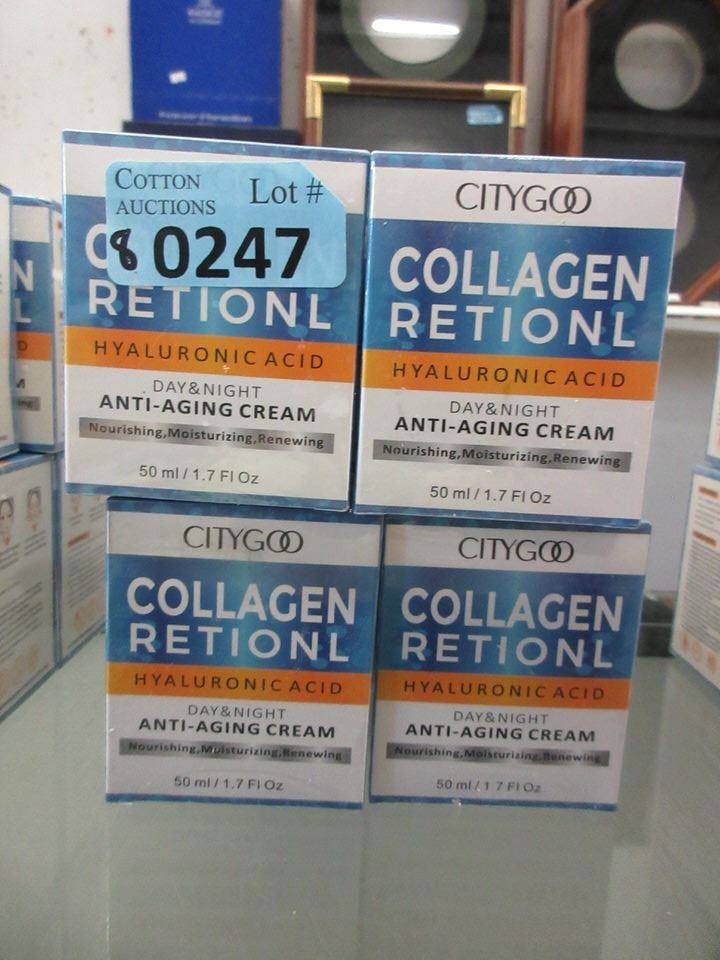 COTTON
AUCTIONS
Lot #
8 0247
RETIONL
HYALURONIC ACID
DAY&NIGHT
ANTI-AGING CREAM
Nourishing,Moisturizing,Renewing
50 ml / 1.7 Fl Oz
CITYGOO
COLLAGEN
RETIONL
HYALURONIC ACID
DAY&NIGHT
ANTI-AGING CREAM
Nourishing,Moisturizing,Renewing
50 ml / 1.7 Fl Oz
CITYGOO
COLLAGEN
RETIONL
HYALURONIC ACID
DAY&NIGHT
ANTI-AGING CREAM
Nourishing,Moisturizing,Renewing
50 ml / 1.7 Fl Oz
CITYGOO
COLLAGEN
RETIONL
HYALURONIC ACID
DAY&NIGHT
ANTI-AGING CREAM
Nourishing,Moisturizing,Renewing
50 ml / 1.7 Fl Oz